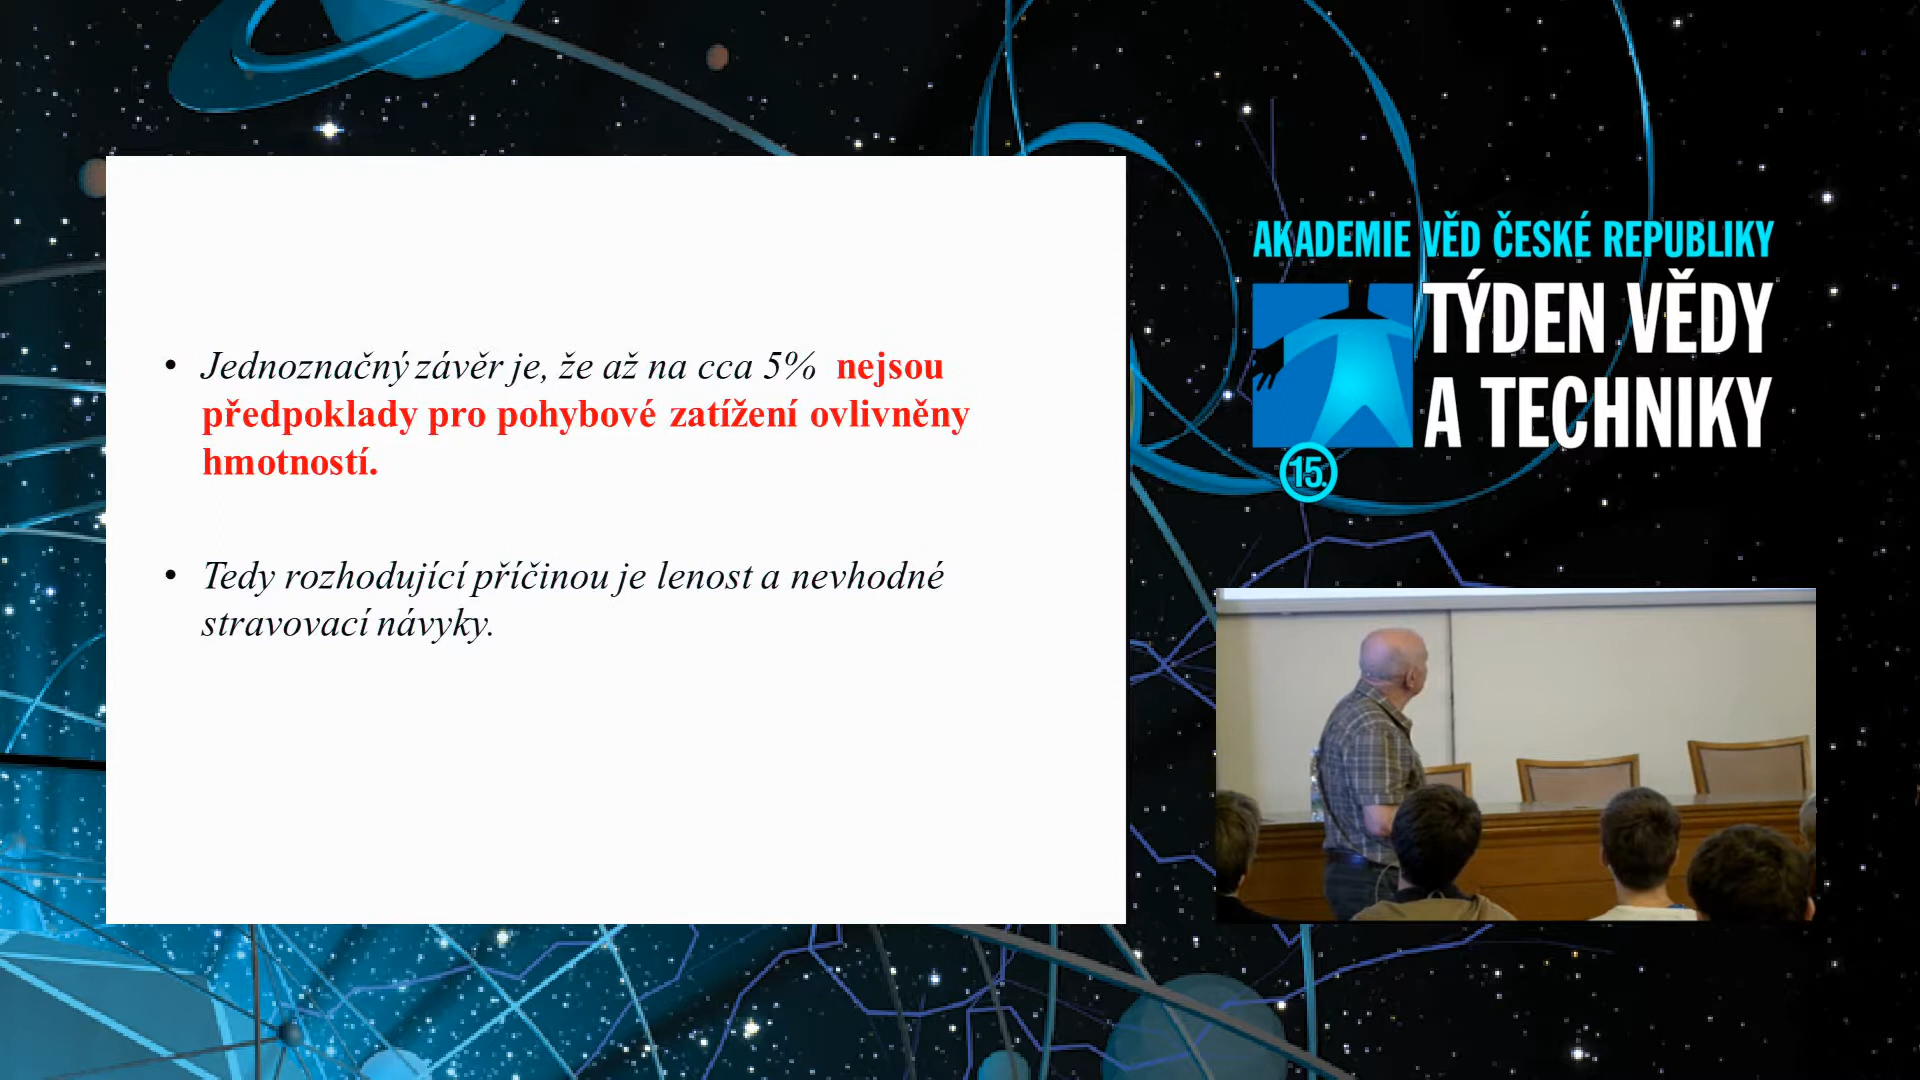 • Jednoznačný závěr je, že až na cca 5% nejsou
předpoklady pro pohybové zatížení ovlivněny
hmotností.
• Tedy rozhodující příčinou je lenost a nevhodné
stravovací návyky.
AKADEMIE VĚD ČESKÉ REPUBLIKY
TÝDEN VĚDY
A TECHNIKY
15.